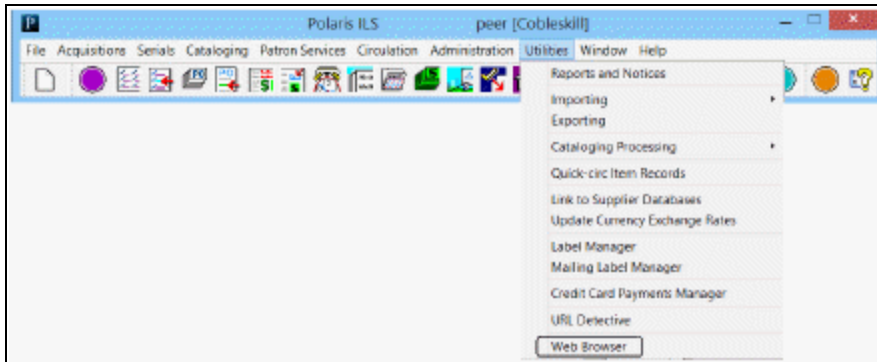 Polaris ILS peer [Cobleskill]
File Acquisitions Serials Cataloging Patron Services Circulation Administration Utilities Window Help
Reports and Notices
Importing
Exporting
Cataloging Processing
Quick-circ Item Records
Link to Supplier Databases
Update Currency Exchange Rates
Label Manager
Mailing Label Manager
Credit Card Payments Manager
URL Detective
Web Browser